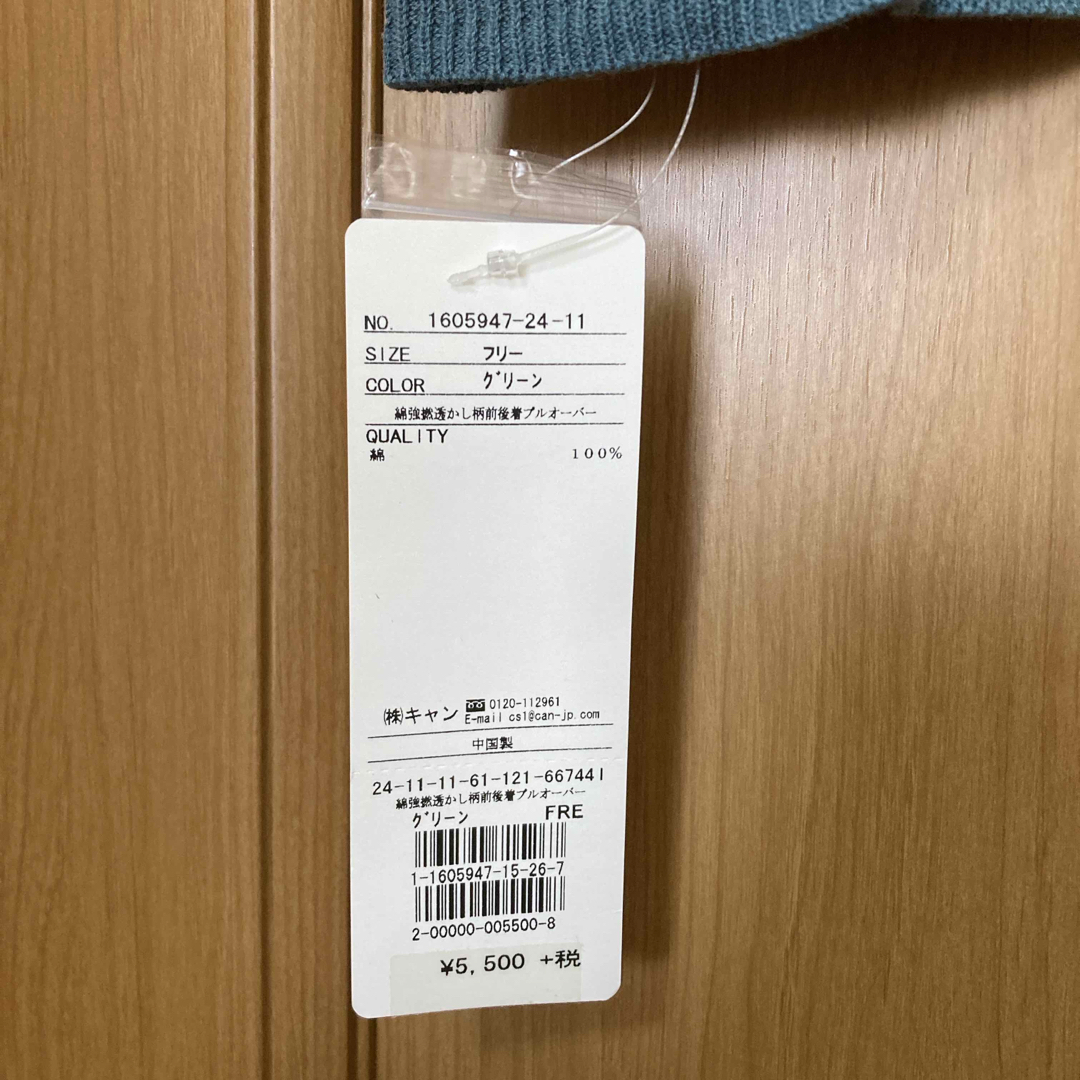 NO. 1605947-24-11
SIZE フリー
COLOR グリーン
綿強撚透かし柄前後着プルオーバー
QUALITY
綿 100%
㈱キャン 0120-112961
E-mail cs1@can-jp.com
中国製
24-11-11-61-121-667441
綿強撚透かし柄前後着プルオーバー
グリーン FRE
1-1605947-15-26-7
2-00000-005500-8
¥5,500 +税